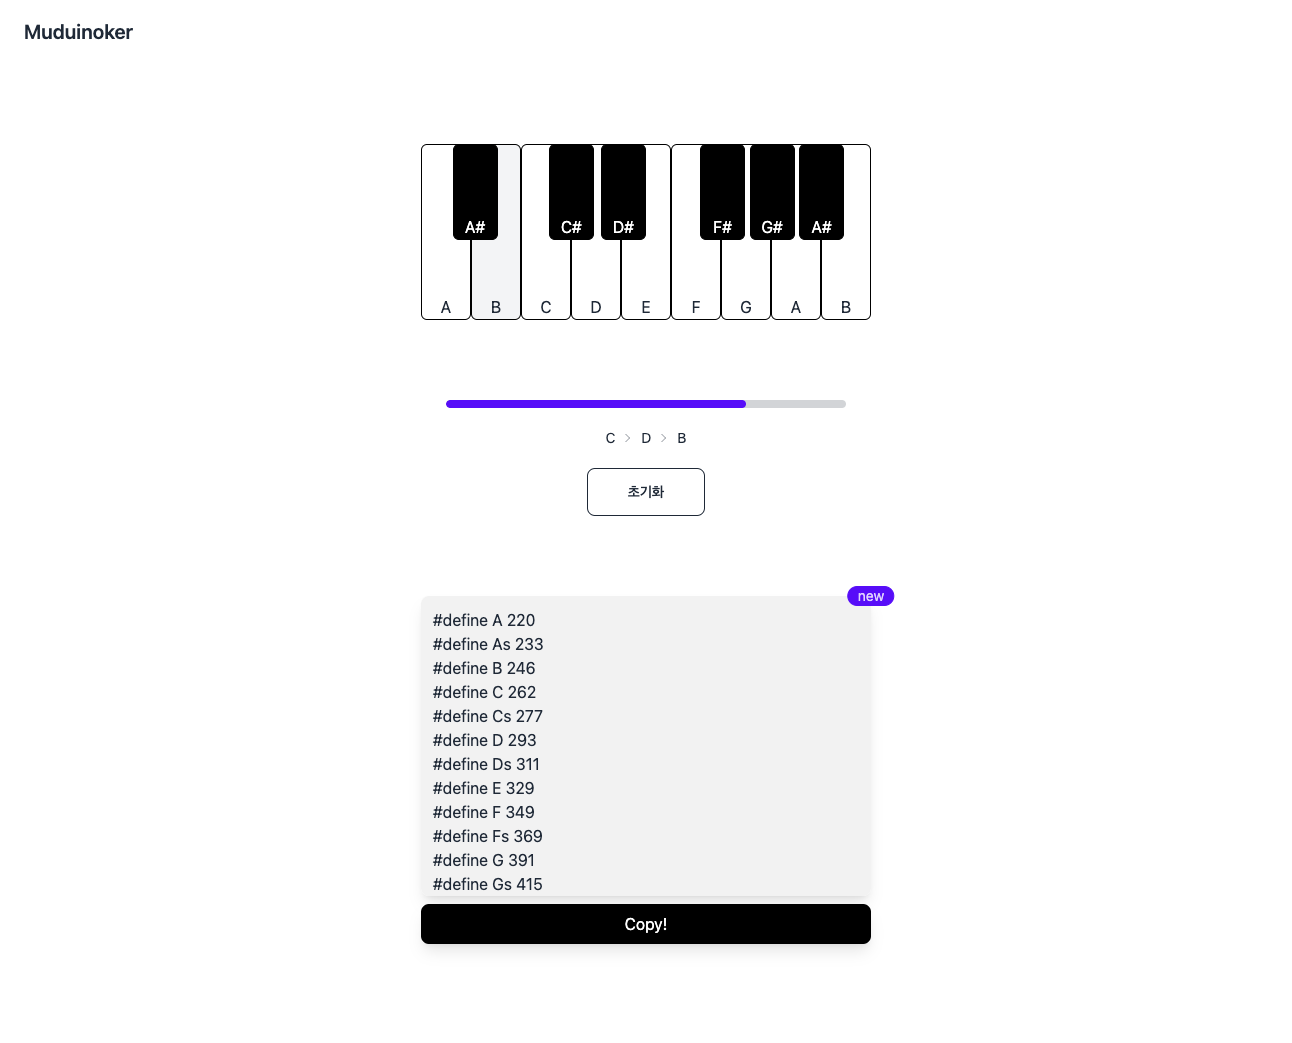 Muduinoker
A# C# D# F# G# A#
A B C D E F G A B
C > D > B
초기화
new
#define A 220
#define As 233
#define B 246
#define C 262
#define Cs 277
#define D 293
#define Ds 311
#define E 329
#define F 349
#define Fs 369
#define G 391
#define Gs 415
Copy!